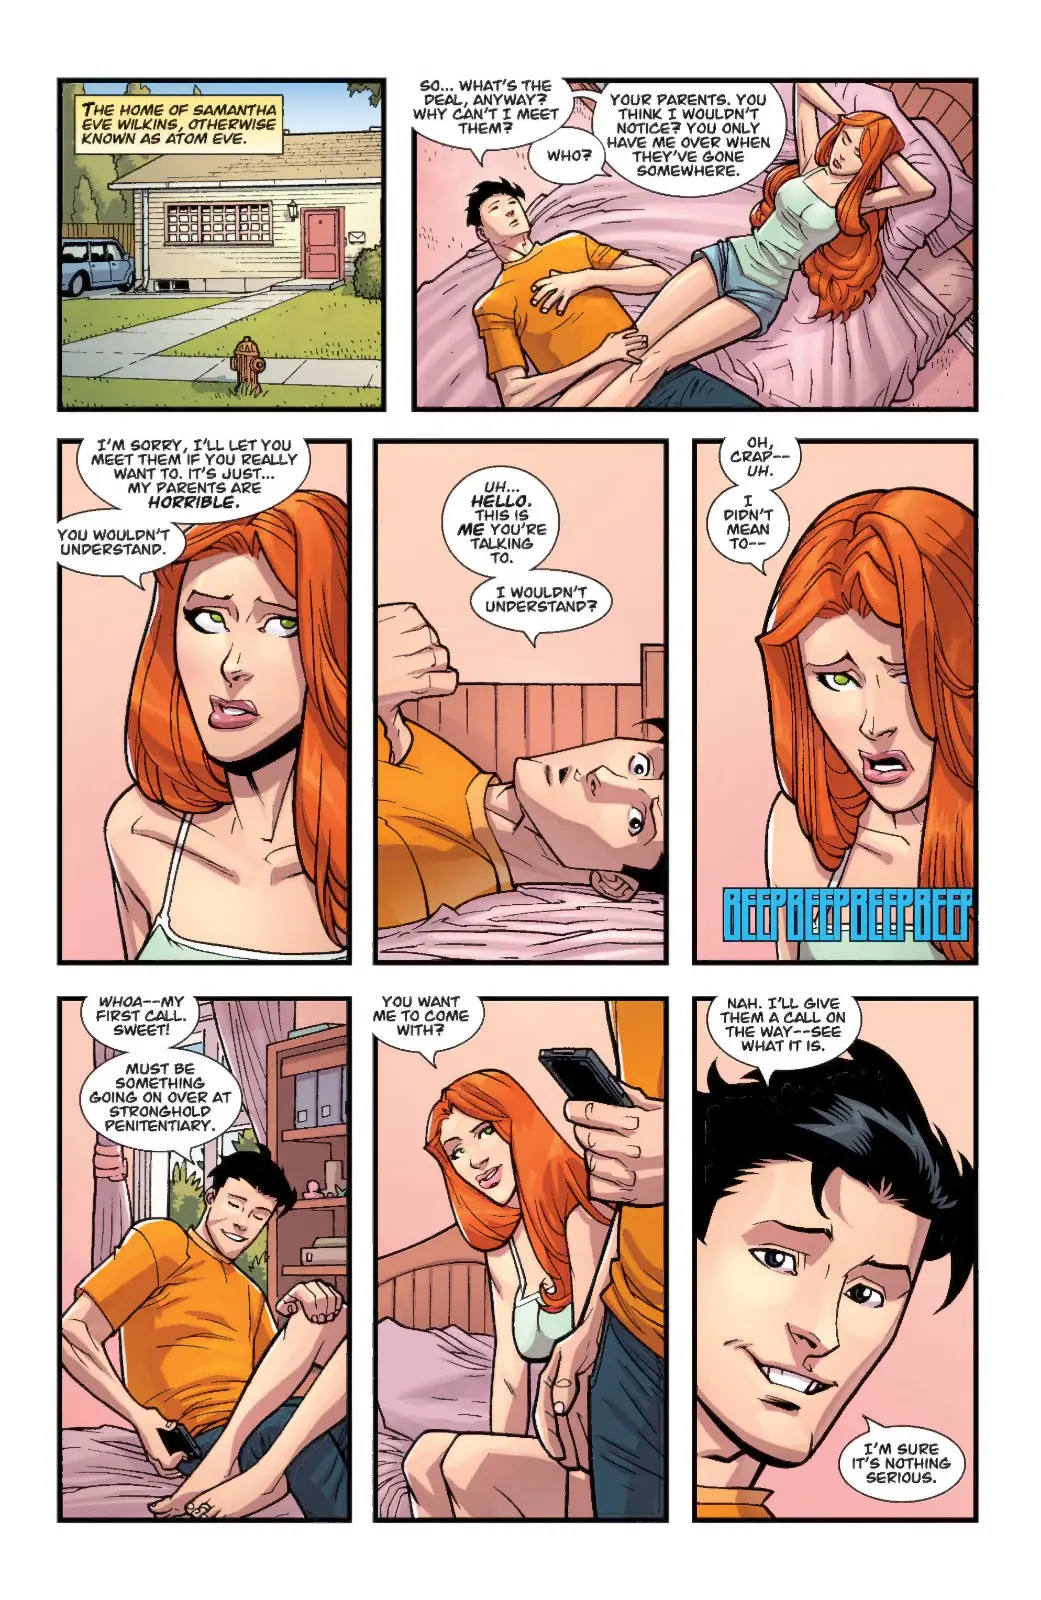 THE HOME OF SAMANTHA
EVE WILKINS, OTHERWISE
KNOWN AS ATOM EVE.
SO... WHAT'S THE
DEAL, ANYWAY?
WHY CAN'T I MEET
THEM?
WHO?
YOUR PARENTS. YOU
THINK I WOULDN'T
NOTICE? YOU ONLY
HAVE ME OVER WHEN
THEY'VE GONE
SOMEWHERE.
I'M SORRY, I'LL LET YOU
MEET THEM IF YOU REALLY
WANT TO. IT'S JUST...
MY PARENTS ARE
HORRIBLE.
YOU WOULDN'T
UNDERSTAND.
UH...
HELLO.
THIS IS
ME YOU'RE
TALKING
TO.
I WOULDN'T
UNDERSTAND?
OH,
CRAP--
UH.
I
DIDN'T
MEAN
TO--
BEEPBEEPBEEPBEEP
WHOA--MY
FIRST CALL.
SWEET!
MUST BE
SOMETHING
GOING ON OVER AT
STRONGHOLD
PENITENTIARY.
YOU WANT
ME TO COME
WITH?
NAH. I'LL GIVE
THEM A CALL ON
THE WAY--SEE
WHAT IT IS.
I'M SURE
IT'S NOTHING
SERIOUS.